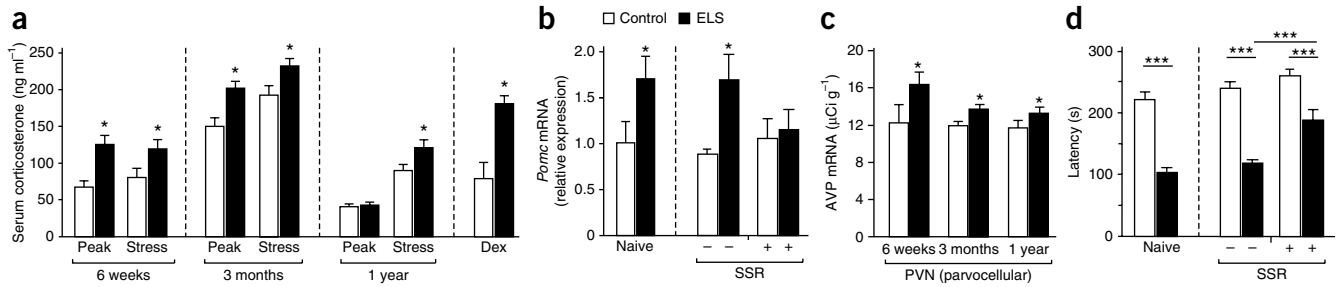 a
Serum corticosterone (ng ml−1)
250
200
150
100
50
0
*
*
*
*
*
*
Peak Stress Peak Stress Peak Stress Dex
6 weeks 3 months 1 year
b
Control ELS
Pomc mRNA
(relative expression)
2.0
1.5
1.0
0.5
0
*
*
Naive – – + +
SSR
c
AVP mRNA (µCi g−1)
20
16
12
8
4
0
*
*
*
6 weeks 3 months 1 year
PVN (parvocellular)
d
Latency (s)
300
200
100
0
***
***
***
***
Naive – – + +
SSR